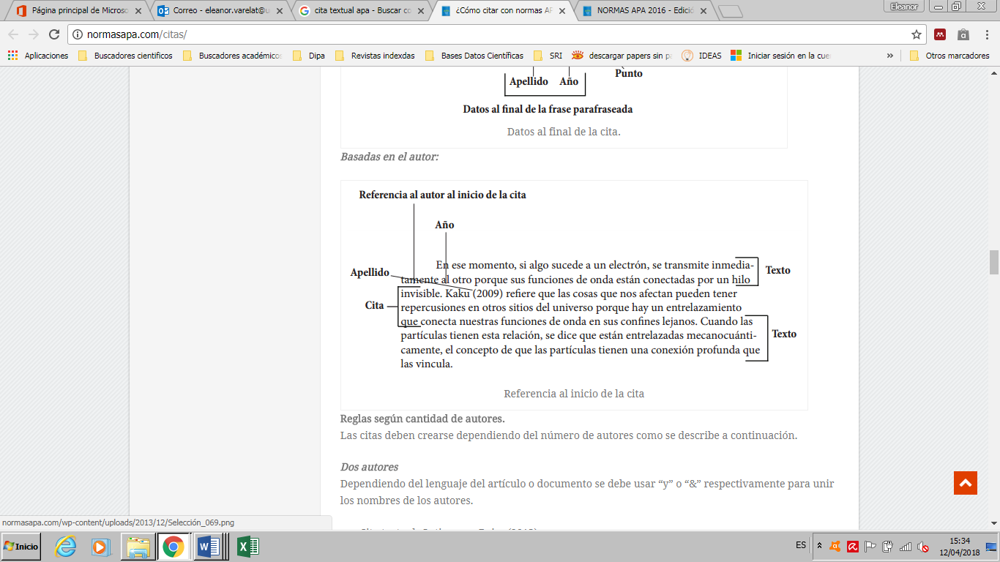 Página principal de Microso
Correo - eleanor.varelat@u
cita textual apa - Buscar co
¿Cómo citar con normas AP
NORMAS APA 2016 - Edició
Eleanor
normasapa.com/citas/
Aplicaciones
Buscadores cientificos
Buscadores académicos
Dipa
Revistas indexdas
Bases Datos Científicas
SRI
descargar papers sin pa
IDEAS
Iniciar sesión en la cue
»
Otros marcadores
Apellido Año
Punto
Datos al final de la frase parafraseada
Datos al final de la cita.
Basadas en el autor:
Referencia al autor al inicio de la cita
Año
Apellido
Cita
En ese momento, si algo sucede a un electrón, se transmite inmedia-
tamente al otro porque sus funciones de onda están conectadas por un hilo
invisible. Kaku (2009) refiere que las cosas que nos afectan pueden tener
repercusiones en otros sitios del universo porque hay un entrelazamiento
que conecta nuestras funciones de onda en sus confines lejanos. Cuando las
partículas tienen esta relación, se dice que están entrelazadas mecanocuánti-
camente, el concepto de que las partículas tienen una conexión profunda que
las vincula.
Texto
Texto
Referencia al inicio de la cita
Reglas según cantidad de autores.
Las citas deben crearse dependiendo del número de autores como se describe a continuación.
Dos autores
Dependiendo del lenguaje del artículo o documento se debe usar “y” o “&” respectivamente para unir
los nombres de los autores.
normasapa.com/wp-content/uploads/2013/12/Selección_069.png
Inicio
ES
15:34
12/04/2018